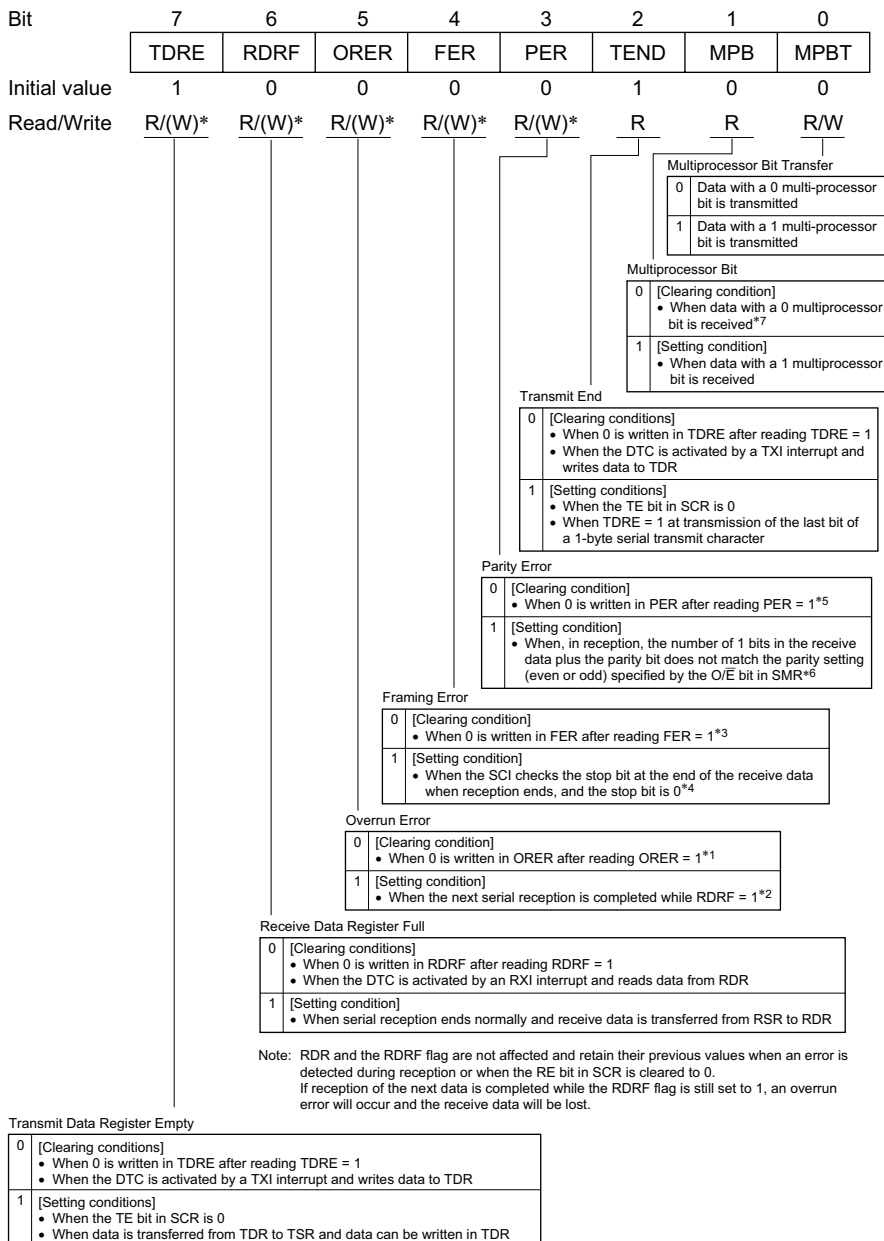 Bit 7 6 5 4 3 2 1 0
TDRE RDRF ORER FER PER TEND MPB MPBT
Initial value 1 0 0 0 0 1 0 0
Read/Write R/(W)* R/(W)* R/(W)* R/(W)* R/(W)* R R R/W
Multiprocessor Bit Transfer
0 Data with a 0 multi-processor
bit is transmitted
1 Data with a 1 multi-processor
bit is transmitted
Multiprocessor Bit
0 [Clearing condition]
• When data with a 0 multiprocessor
bit is received*7
1 [Setting condition]
• When data with a 1 multiprocessor
bit is received
Transmit End
0 [Clearing conditions]
• When 0 is written in TDRE after reading TDRE = 1
• When the DTC is activated by a TXI interrupt and
writes data to TDR
1 [Setting conditions]
• When the TE bit in SCR is 0
• When TDRE = 1 at transmission of the last bit of
a 1-byte serial transmit character
Parity Error
0 [Clearing condition]
• When 0 is written in PER after reading PER = 1*5
1 [Setting condition]
• When, in reception, the number of 1 bits in the receive
data plus the parity bit does not match the parity setting
(even or odd) specified by the O/E̅ bit in SMR*6
Framing Error
0 [Clearing condition]
• When 0 is written in FER after reading FER = 1*3
1 [Setting condition]
• When the SCI checks the stop bit at the end of the receive data
when reception ends, and the stop bit is 0*4
Overrun Error
0 [Clearing condition]
• When 0 is written in ORER after reading ORER = 1*1
1 [Setting condition]
• When the next serial reception is completed while RDRF = 1*2
Receive Data Register Full
0 [Clearing conditions]
• When 0 is written in RDRF after reading RDRF = 1
• When the DTC is activated by an RXI interrupt and reads data from RDR
1 [Setting condition]
• When serial reception ends normally and receive data is transferred from RSR to RDR
Note: RDR and the RDRF flag are not affected and retain their previous values when an error is
detected during reception or when the RE bit in SCR is cleared to 0.
If reception of the next data is completed while the RDRF flag is still set to 1, an overrun
error will occur and the receive data will be lost.
Transmit Data Register Empty
0 [Clearing conditions]
• When 0 is written in TDRE after reading TDRE = 1
• When the DTC is activated by a TXI interrupt and writes data to TDR
1 [Setting conditions]
• When the TE bit in SCR is 0
• When data is transferred from TDR to TSR and data can be written in TDR